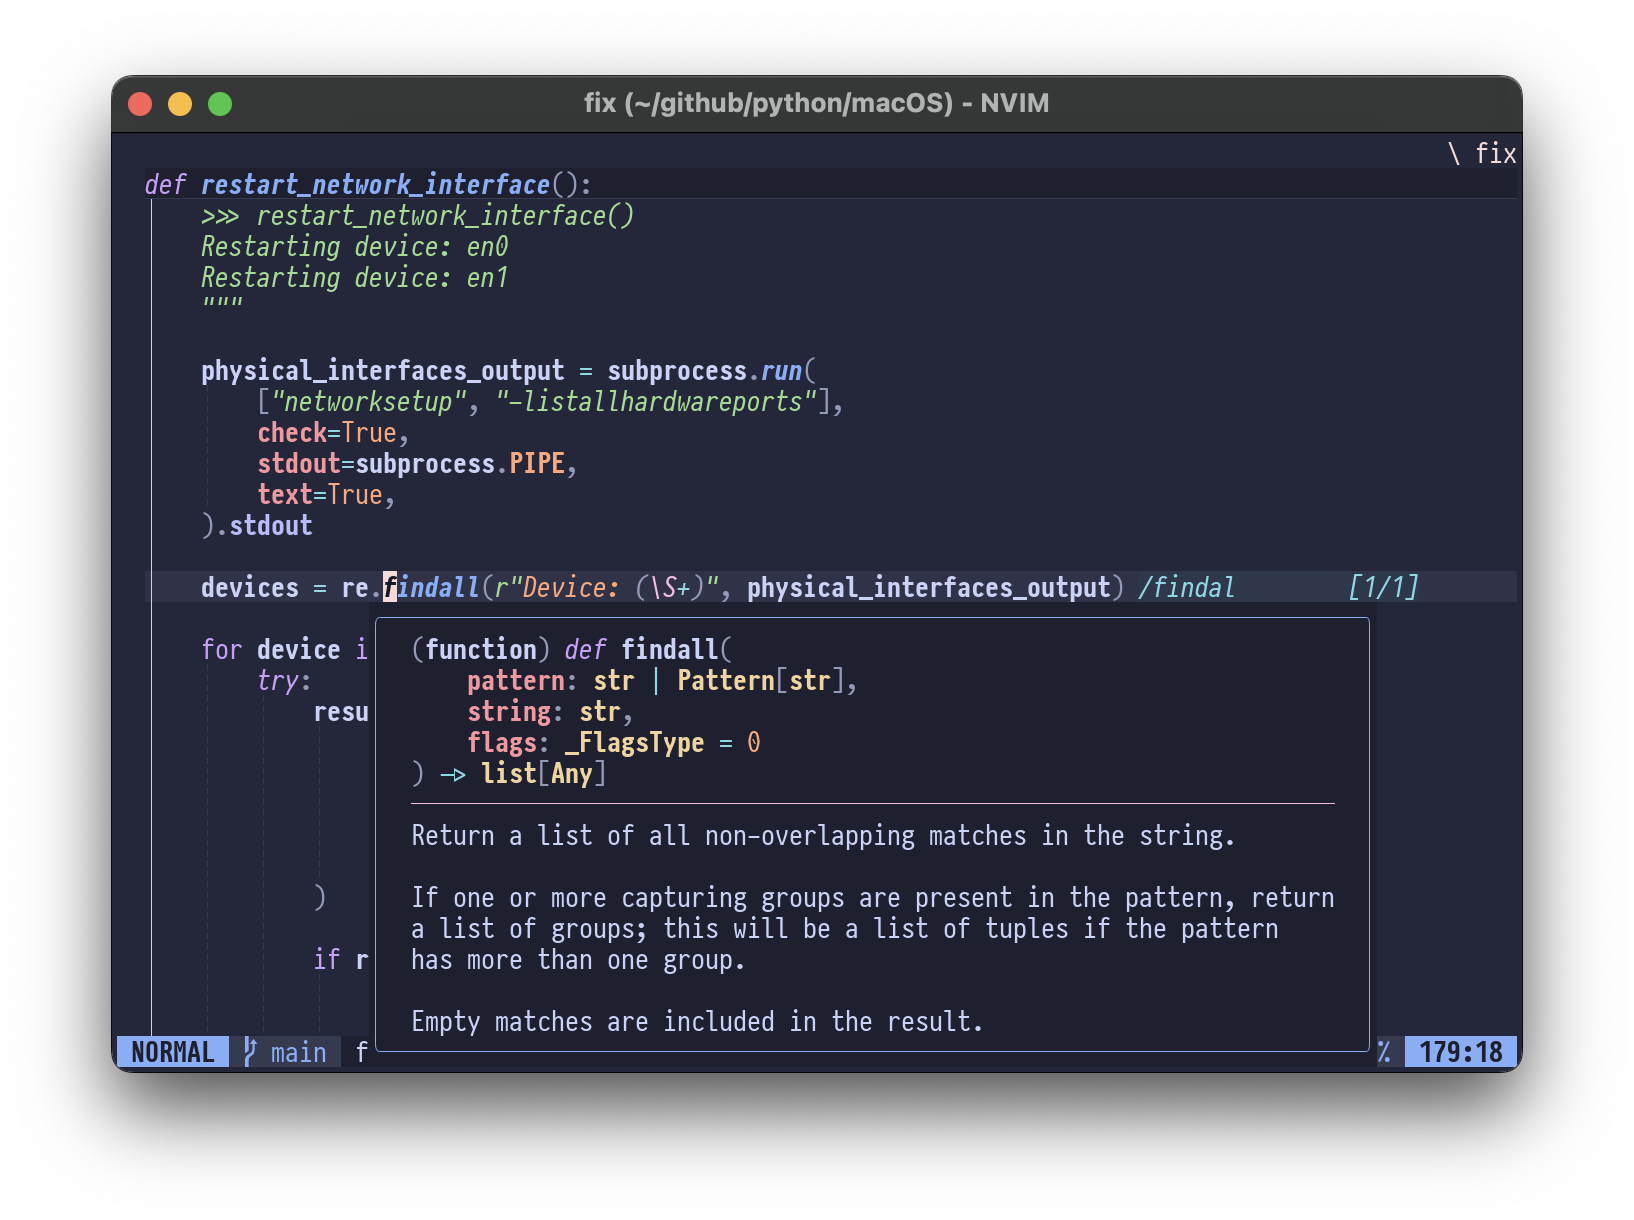 fix (~/github/python/macOS) - NVIM
\ fix
def restart_network_interface():
>>> restart_network_interface()
Restarting device: en0
Restarting device: en1
"""
physical_interfaces_output = subprocess.run(
["networksetup", "-listallhardwareports"],
check=True,
stdout=subprocess.PIPE,
text=True,
).stdout
devices = re.findall(r"Device: (\S+)", physical_interfaces_output) /findal [1/1]
for device i
try:
resu
)
if r
(function) def findall(
pattern: str | Pattern[str],
string: str,
flags: _FlagsType = 0
) -> list[Any]
Return a list of all non-overlapping matches in the string.
If one or more capturing groups are present in the pattern, return
a list of groups; this will be a list of tuples if the pattern
has more than one group.
Empty matches are included in the result.
NORMAL main f % 179:18